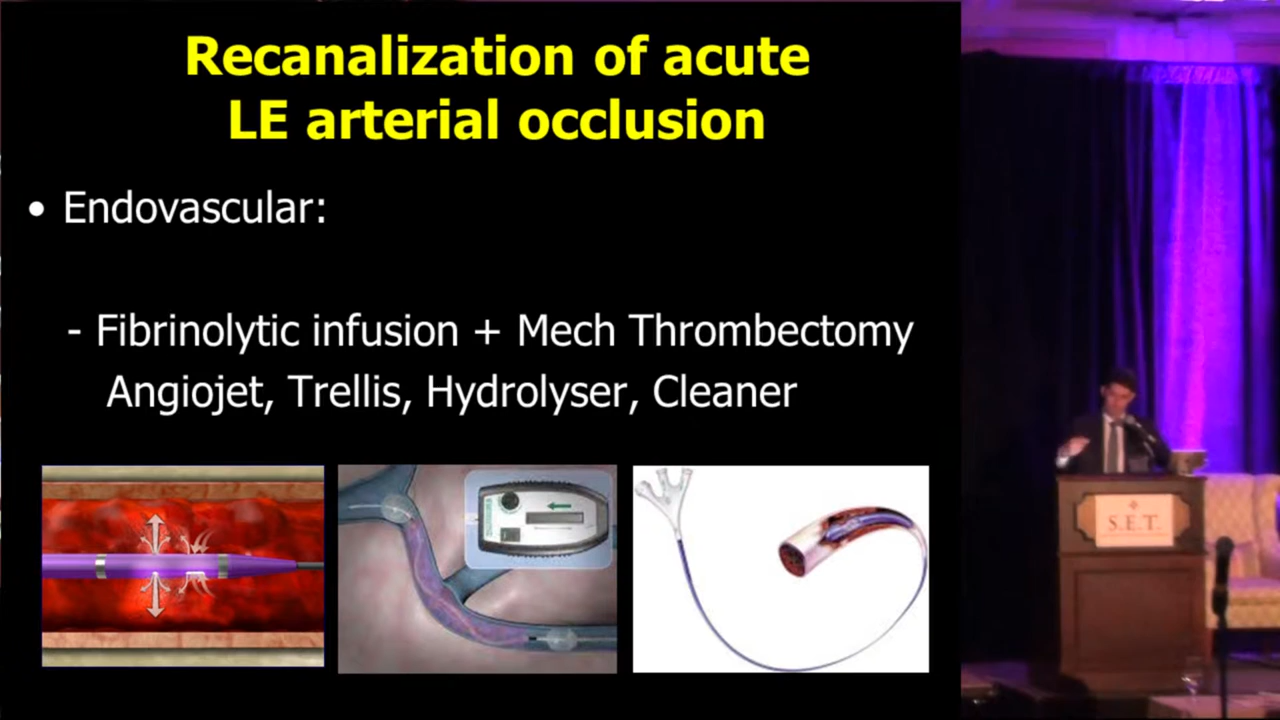 Recanalization of acute
LE arterial occlusion
• Endovascular:
- Fibrinolytic infusion + Mech Thrombectomy
Angiojet, Trellis, Hydrolyser, Cleaner
S.E.T.